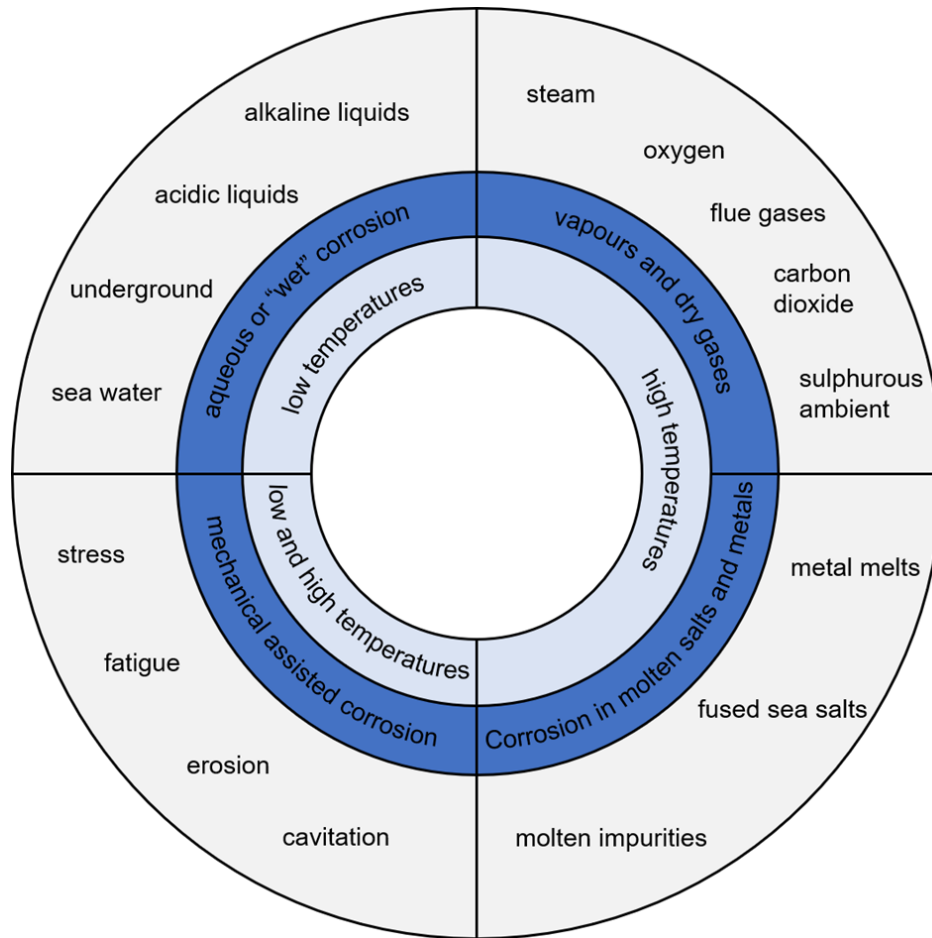 alkaline liquids
acidic liquids
underground
sea water
aqueous or “wet” corrosion
low temperatures
steam
oxygen
flue gases
carbon
dioxide
sulphurous
ambient
vapours and dry gases
high temperatures
stress
fatigue
erosion
cavitation
mechanical assisted corrosion
low and high temperatures
metal melts
fused sea salts
molten impurities
Corrosion in molten salts and metals